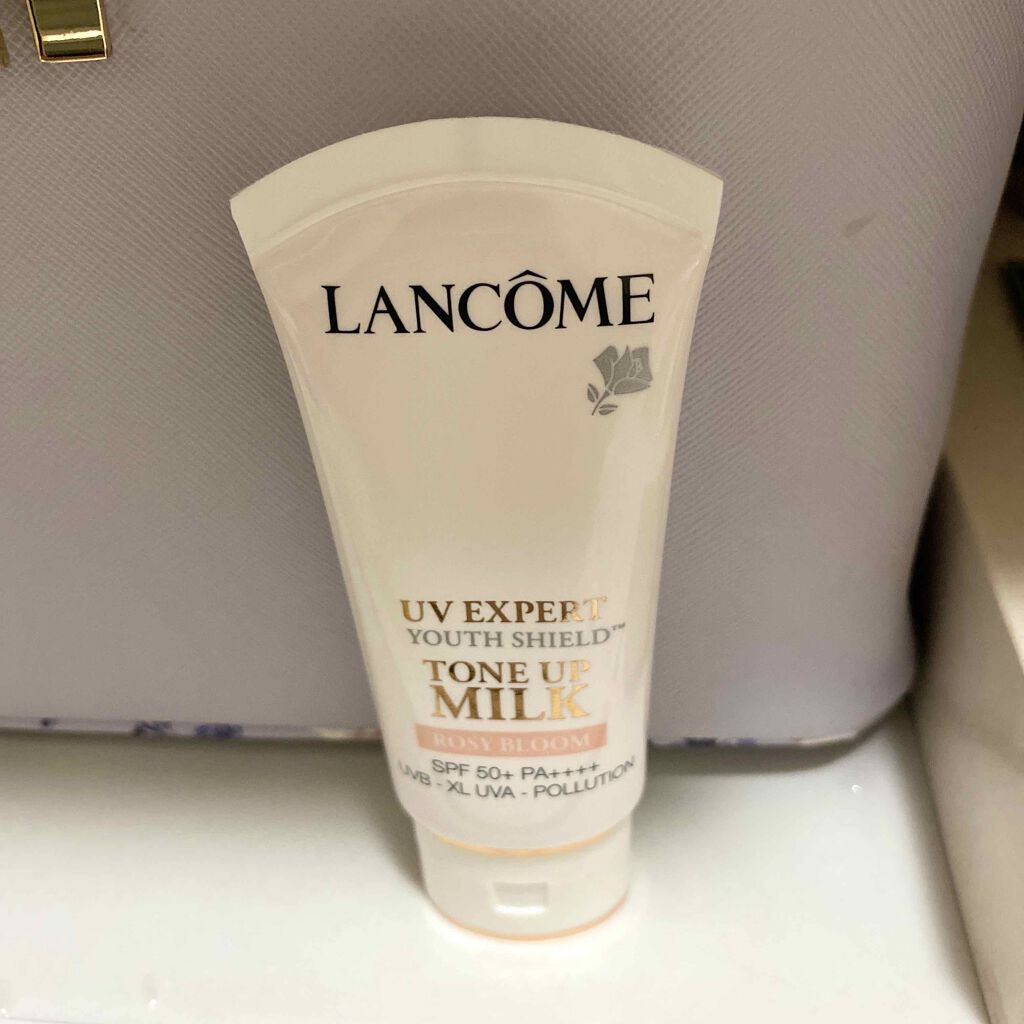 LANCÔME
UV EXPERT
YOUTH SHIELD™
TONE UP
MILK
ROSY BLOOM
SPF 50+ PA++++
UVB - XL UVA - POLLUTION